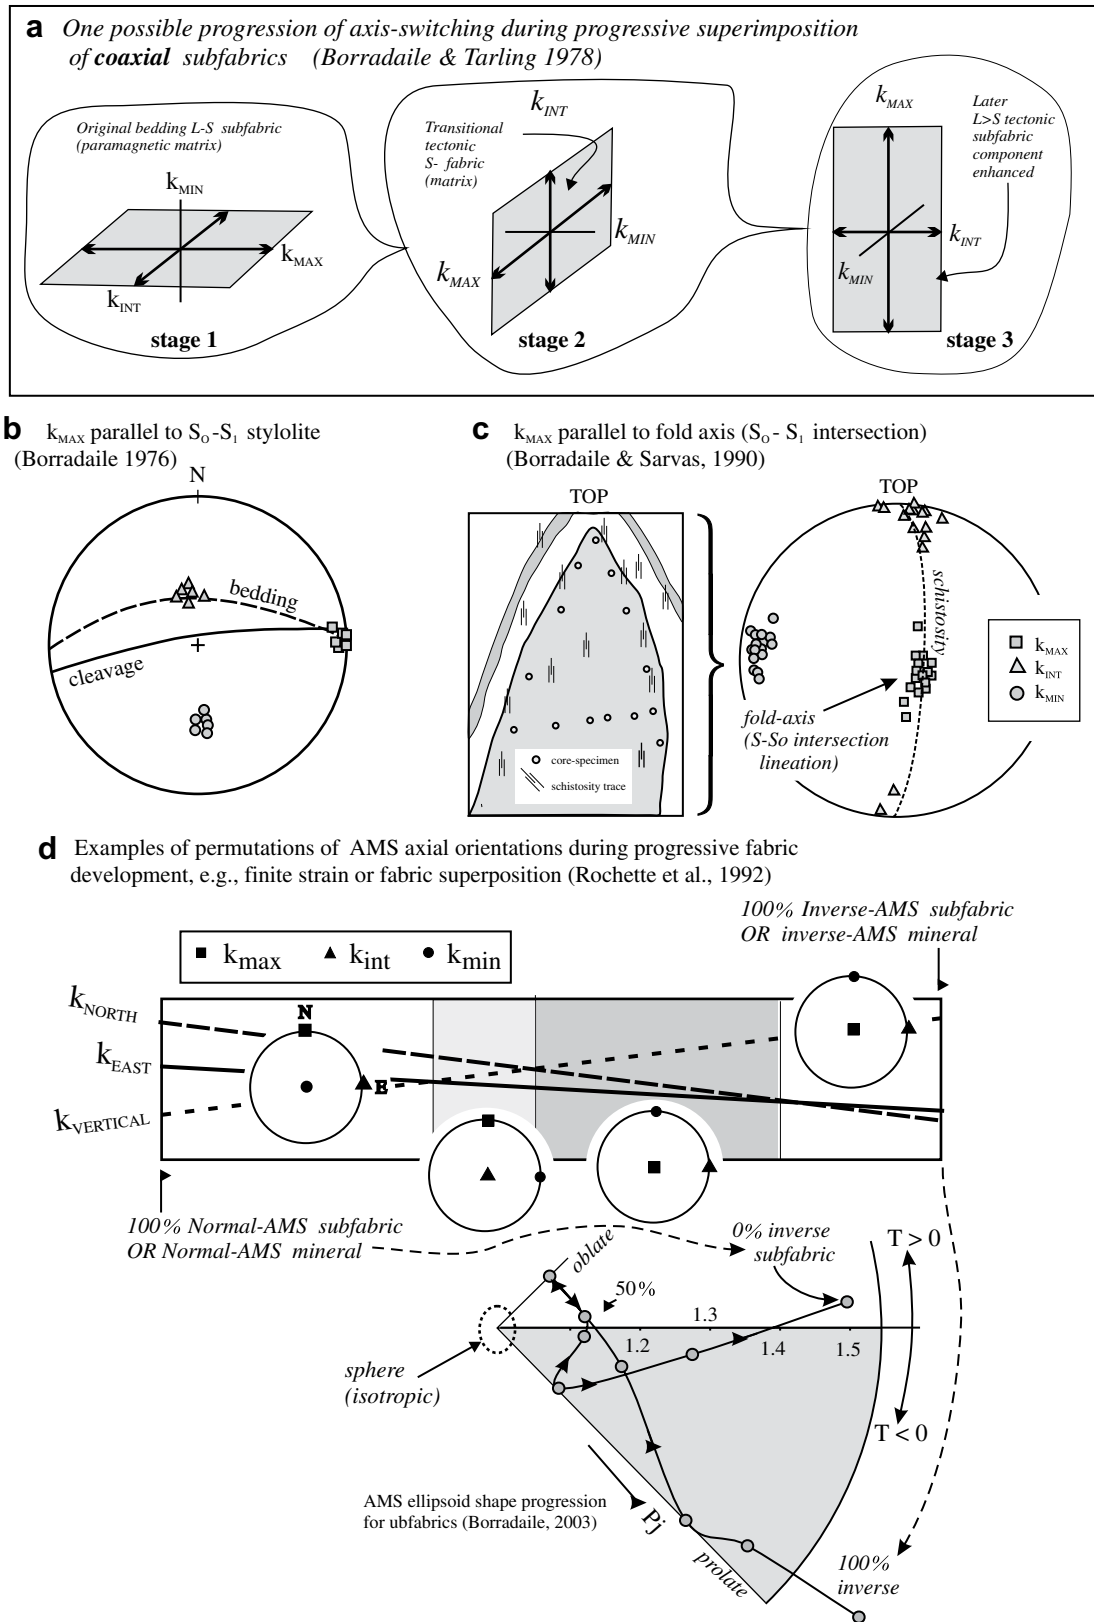 a One possible progression of axis-switching during progressive superimposition
of coaxial subfabrics (Borradaile & Tarling 1978)
Original bedding L-S subfabric
(paramagnetic matrix)
kMIN
kMAX
kINT
stage 1
kINT
Transitional
tectonic
S- fabric
(matrix)
kMIN
kMAX
stage 2
kMAX
Later
L>S tectonic
subfabric
component
enhanced
kINT
kMIN
stage 3
b kMAX parallel to So-S1 stylolite
(Borradaile 1976)
N
bedding
cleavage
c kMAX parallel to fold axis (So- S1 intersection)
(Borradaile & Sarvas, 1990)
TOP
core-specimen
schistosity trace
TOP
schistosity
fold-axis
(S-So intersection
lineation)
kMAX
kINT
kMIN
d Examples of permutations of AMS axial orientations during progressive fabric
development, e.g., finite strain or fabric superposition (Rochette et al., 1992)
100% Inverse-AMS subfabric
OR inverse-AMS mineral
kmax kint kmin
kNORTH
kEAST
kVERTICAL
N
E
100% Normal-AMS subfabric
OR Normal-AMS mineral
0% inverse
subfabric
T > 0
oblate
50%
1.3
1.2
1.4
1.5
sphere
(isotropic)
T < 0
AMS ellipsoid shape progression
for ubfabrics (Borradaile, 2003)
Pj
prolate
100%
inverse